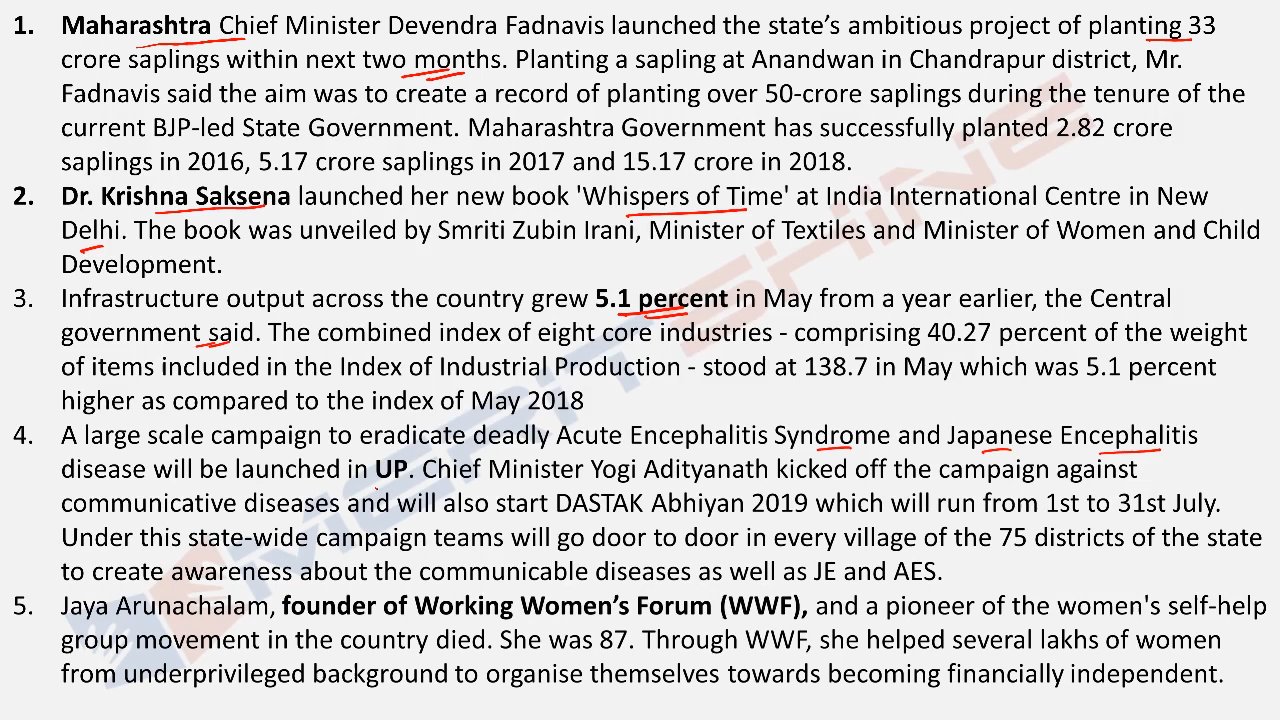 1. Maharashtra Chief Minister Devendra Fadnavis launched the state’s ambitious project of planting 33
crore saplings within next two months. Planting a sapling at Anandwan in Chandrapur district, Mr.
Fadnavis said the aim was to create a record of planting over 50-crore saplings during the tenure of the
current BJP-led State Government. Maharashtra Government has successfully planted 2.82 crore
saplings in 2016, 5.17 crore saplings in 2017 and 15.17 crore in 2018.
2. Dr. Krishna Saksena launched her new book 'Whispers of Time' at India International Centre in New
Delhi. The book was unveiled by Smriti Zubin Irani, Minister of Textiles and Minister of Women and Child
Development.
3. Infrastructure output across the country grew 5.1 percent in May from a year earlier, the Central
government said. The combined index of eight core industries - comprising 40.27 percent of the weight
of items included in the Index of Industrial Production - stood at 138.7 in May which was 5.1 percent
higher as compared to the index of May 2018
4. A large scale campaign to eradicate deadly Acute Encephalitis Syndrome and Japanese Encephalitis
disease will be launched in UP. Chief Minister Yogi Adityanath kicked off the campaign against
communicative diseases and will also start DASTAK Abhiyan 2019 which will run from 1st to 31st July.
Under this state-wide campaign teams will go door to door in every village of the 75 districts of the state
to create awareness about the communicable diseases as well as JE and AES.
5. Jaya Arunachalam, founder of Working Women’s Forum (WWF), and a pioneer of the women's self-help
group movement in the country died. She was 87. Through WWF, she helped several lakhs of women
from underprivileged background to organise themselves towards becoming financially independent.
MERIT SHINE